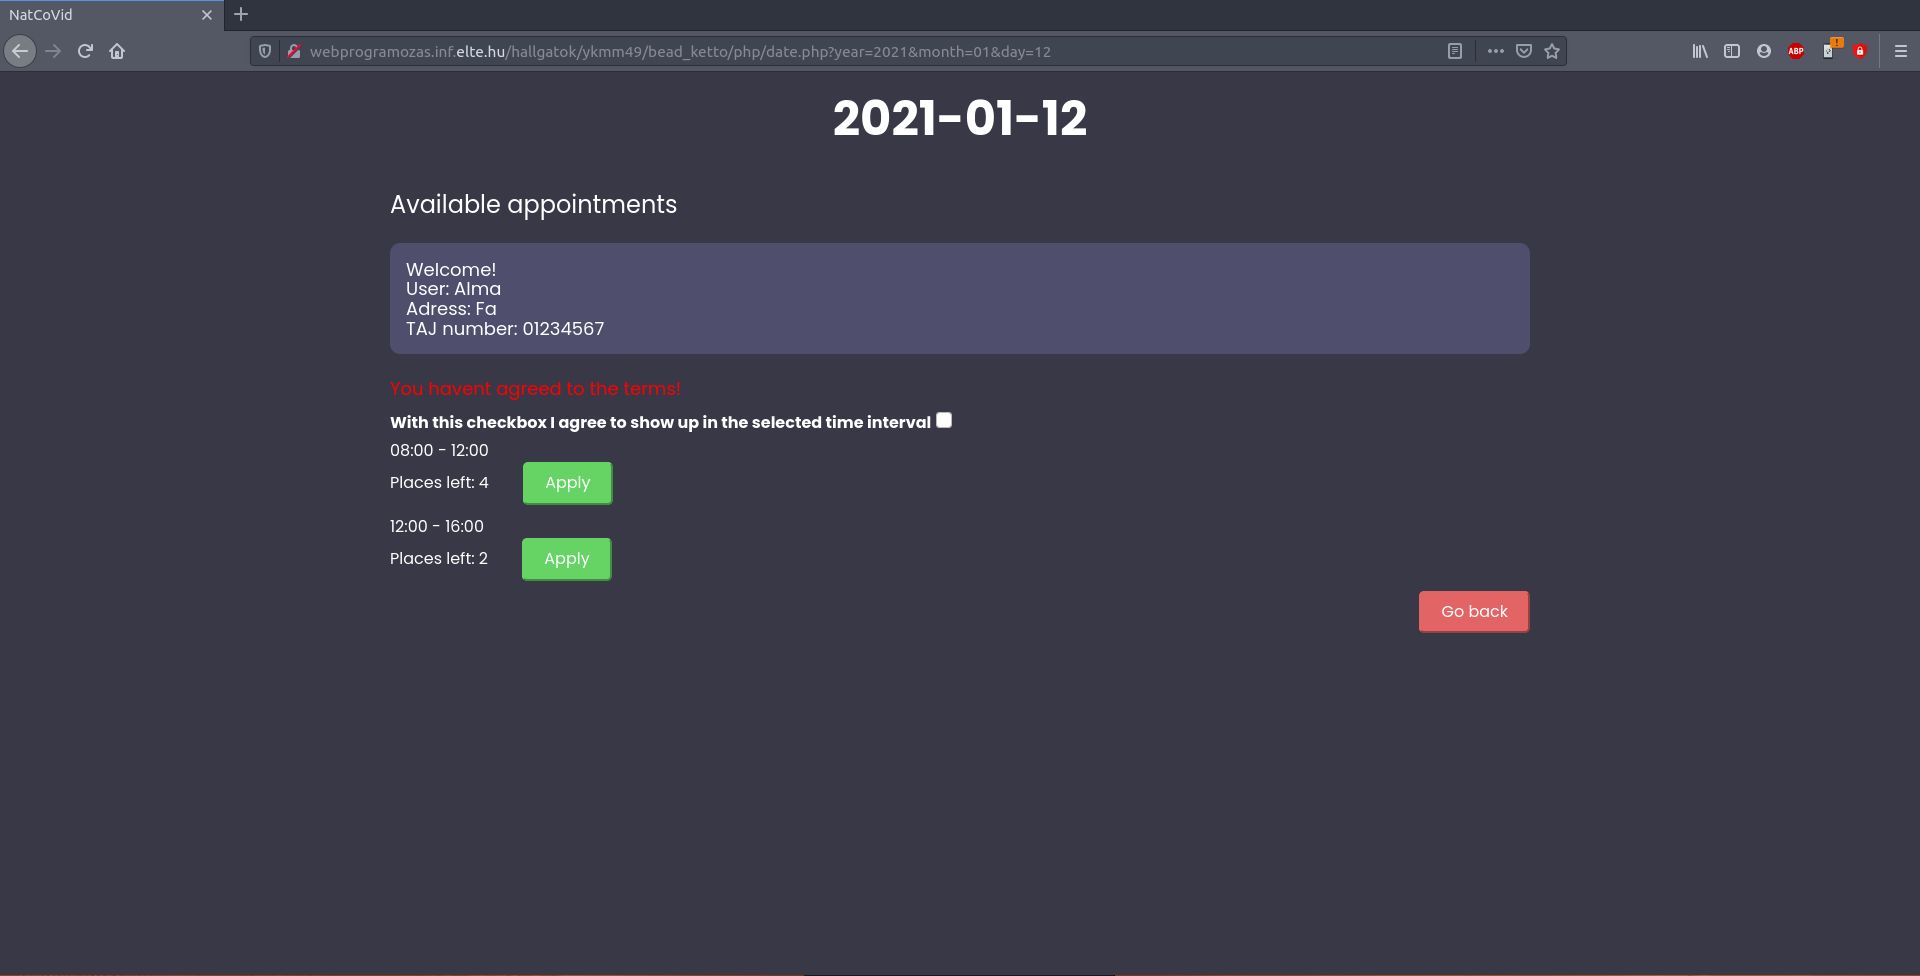 NatCoVid
webprogramozas.inf.elte.hu/hallgatok/ykmm49/bead_ketto/php/date.php?year=2021&month=01&day=12
ABP
2021-01-12
Available appointments
Welcome!
User: Alma
Adress: Fa
TAJ number: 01234567
You havent agreed to the terms!
With this checkbox I agree to show up in the selected time interval
08:00 - 12:00
Places left: 4 Apply
12:00 - 16:00
Places left: 2 Apply
Go back